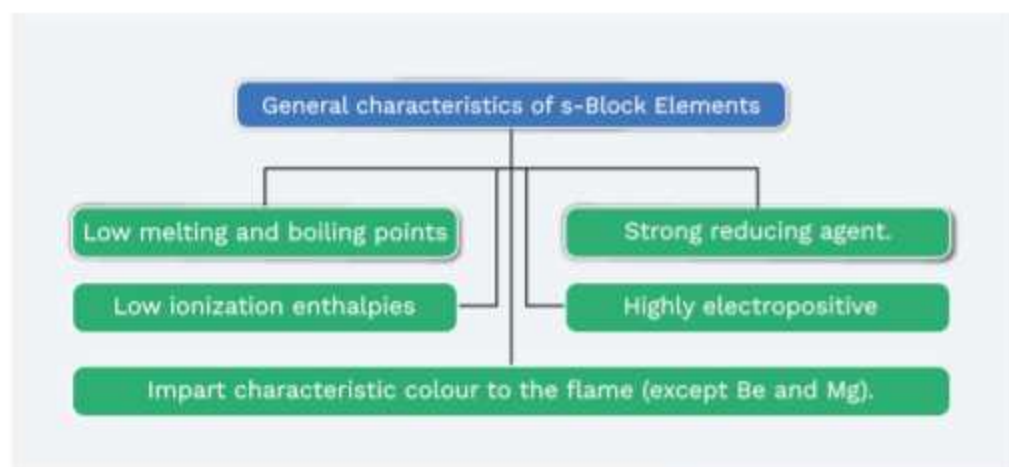 General characteristics of s-Block Elements
Low melting and boiling points
Strong reducing agent.
Low ionization enthalpies
Highly electropositive
Impart characteristic colour to the flame (except Be and Mg).